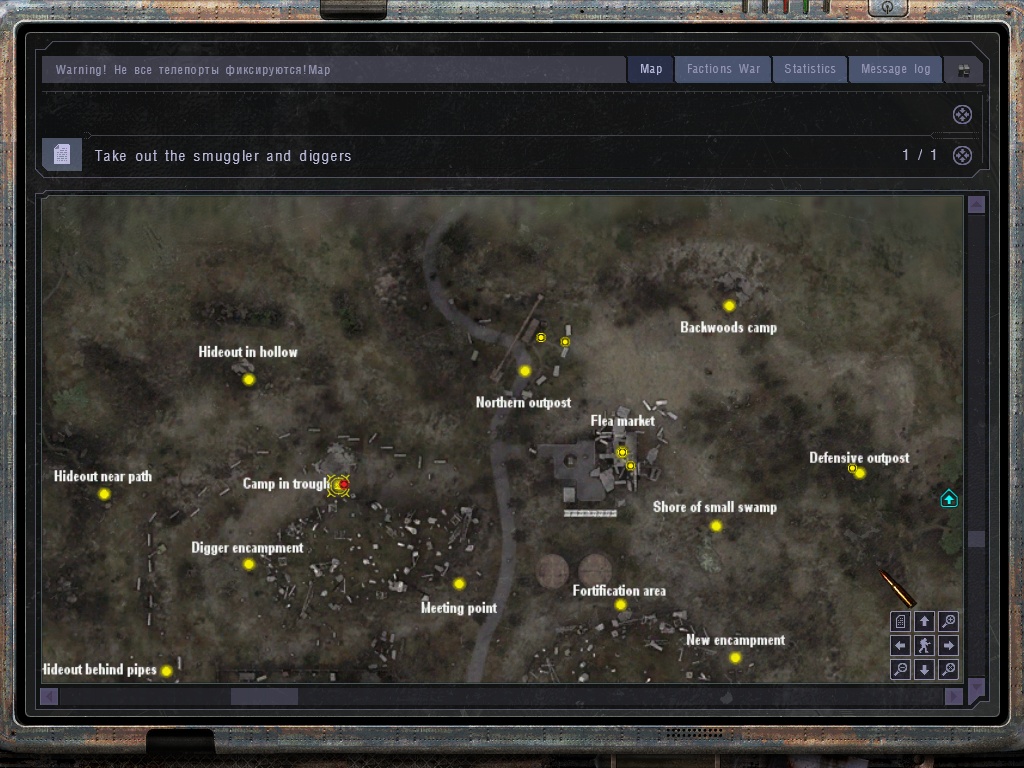 Warning! Не все телепорты фиксируются!Map
Map
Factions War
Statistics
Message log
Take out the smuggler and diggers
1 / 1
Backwoods camp
Hideout in hollow
Northern outpost
Flea market
Defensive outpost
Hideout near path
Camp in trough
Shore of small swamp
Digger encampment
Fortification area
Meeting point
New encampment
Hideout behind pipes